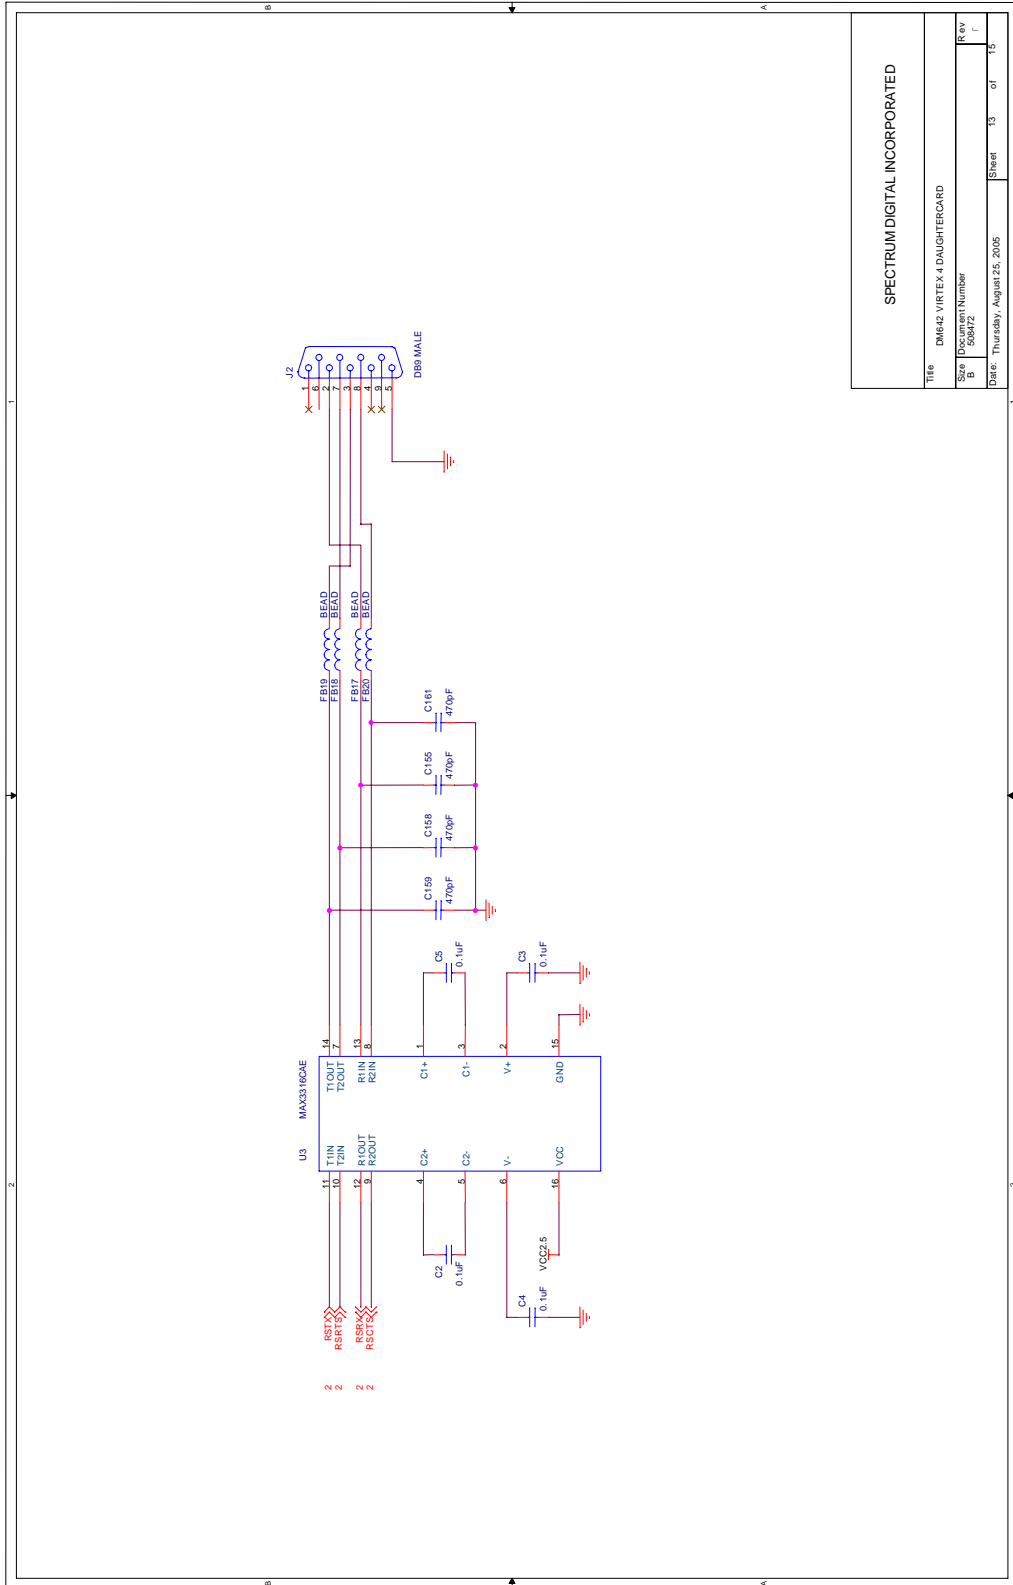 J2
DB9 MALE
1
6
2
7
3
8
4
9
5
FB19 BEAD
FB18 BEAD
FB17 BEAD
FB20 BEAD
C159
470pF
C158
470pF
C155
470pF
C161
470pF
U3
MAX3316CAE
2 RSTX
2 RSRTS
2 RSRX
2 RSCTS
11 T1IN T1OUT 14
10 T2IN T2OUT 7
12 R1OUT R1IN 13
9 R2OUT R2IN 8
4 C2+ C1+ 1
5 C2- C1- 3
6 V- V+ 2
16 VCC GND 15
C2
0.1uF
C5
0.1uF
C3
0.1uF
C4
0.1uF
VCC2.5
SPECTRUM DIGITAL INCORPORATED
Title
DM642 VIRTEX 4 DAUGHTERCARD
Size Document Number Rev
B 508472
Date: Thursday, August 25, 2005 Sheet 13 of 15
2 1
2 1
B B
A A